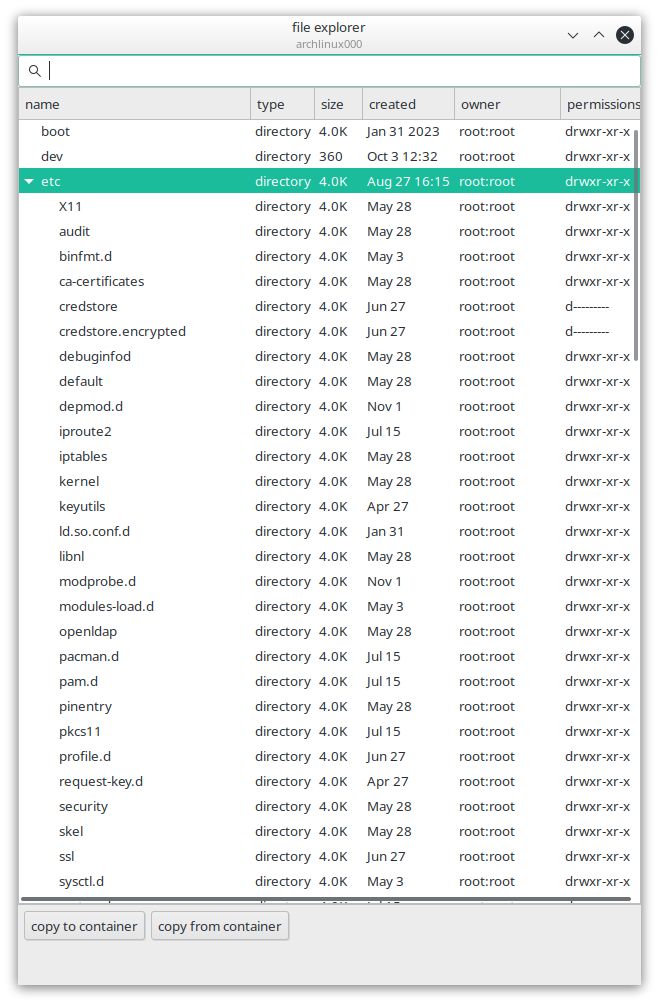 file explorer
archlinux000
name type size created owner permissions
boot directory 4.0K Jan 31 2023 root:root drwxr-xr-x
dev directory 360 Oct 3 12:32 root:root drwxr-xr-x
etc directory 4.0K Aug 27 16:15 root:root drwxr-xr-x
X11 directory 4.0K May 28 root:root drwxr-xr-x
audit directory 4.0K May 28 root:root drwxr-xr-x
binfmt.d directory 4.0K May 3 root:root drwxr-xr-x
ca-certificates directory 4.0K May 28 root:root drwxr-xr-x
credstore directory 4.0K Jun 27 root:root d---------
credstore.encrypted directory 4.0K Jun 27 root:root d---------
debuginfod directory 4.0K May 28 root:root drwxr-xr-x
default directory 4.0K May 28 root:root drwxr-xr-x
depmod.d directory 4.0K Nov 1 root:root drwxr-xr-x
iproute2 directory 4.0K Jul 15 root:root drwxr-xr-x
iptables directory 4.0K May 28 root:root drwxr-xr-x
kernel directory 4.0K May 28 root:root drwxr-xr-x
keyutils directory 4.0K Apr 27 root:root drwxr-xr-x
ld.so.conf.d directory 4.0K Jan 31 root:root drwxr-xr-x
libnl directory 4.0K May 28 root:root drwxr-xr-x
modprobe.d directory 4.0K Nov 1 root:root drwxr-xr-x
modules-load.d directory 4.0K May 3 root:root drwxr-xr-x
openldap directory 4.0K May 28 root:root drwxr-xr-x
pacman.d directory 4.0K Jul 15 root:root drwxr-xr-x
pam.d directory 4.0K Jul 15 root:root drwxr-xr-x
pinentry directory 4.0K May 28 root:root drwxr-xr-x
pkcs11 directory 4.0K Jul 15 root:root drwxr-xr-x
profile.d directory 4.0K Jun 27 root:root drwxr-xr-x
request-key.d directory 4.0K Apr 27 root:root drwxr-xr-x
security directory 4.0K May 28 root:root drwxr-xr-x
skel directory 4.0K May 28 root:root drwxr-xr-x
ssl directory 4.0K Jun 27 root:root drwxr-xr-x
sysctl.d directory 4.0K May 3 root:root drwxr-xr-x
copy to container copy from container